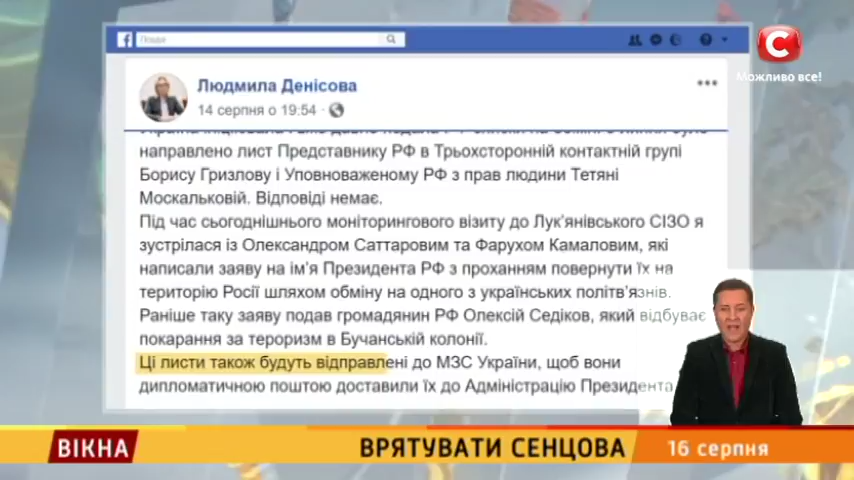 Пошук
С
Можливо все!
Людмила Денісова
14 серпня о 19:54
направлено лист Представнику РФ в Трьохсторонній контактній групі
Борису Гризлову і Уповноваженому РФ з прав людини Тетяні
Москальковій. Відповіді немає.
Під час сьогоднішнього моніторингового візиту до Лук'янівського СІЗО я
зустрілася із Олександром Саттаровим та Фарухом Камаловим, які
написали заяву на ім'я Президента РФ з проханням повернути їх на
територію Росії шляхом обміну на одного з українських політв'язнів.
Раніше таку заяву подав громадянин РФ Олексій Седіков, який відбуває
покарання за тероризм в Бучанській колонії.
Ці листи також будуть відправлені до МЗС України, щоб вони
дипломатичною поштою доставили їх до Адміністрацію Президента
ВІКНА
ВРЯТУВАТИ СЕНЦОВА
16 серпня